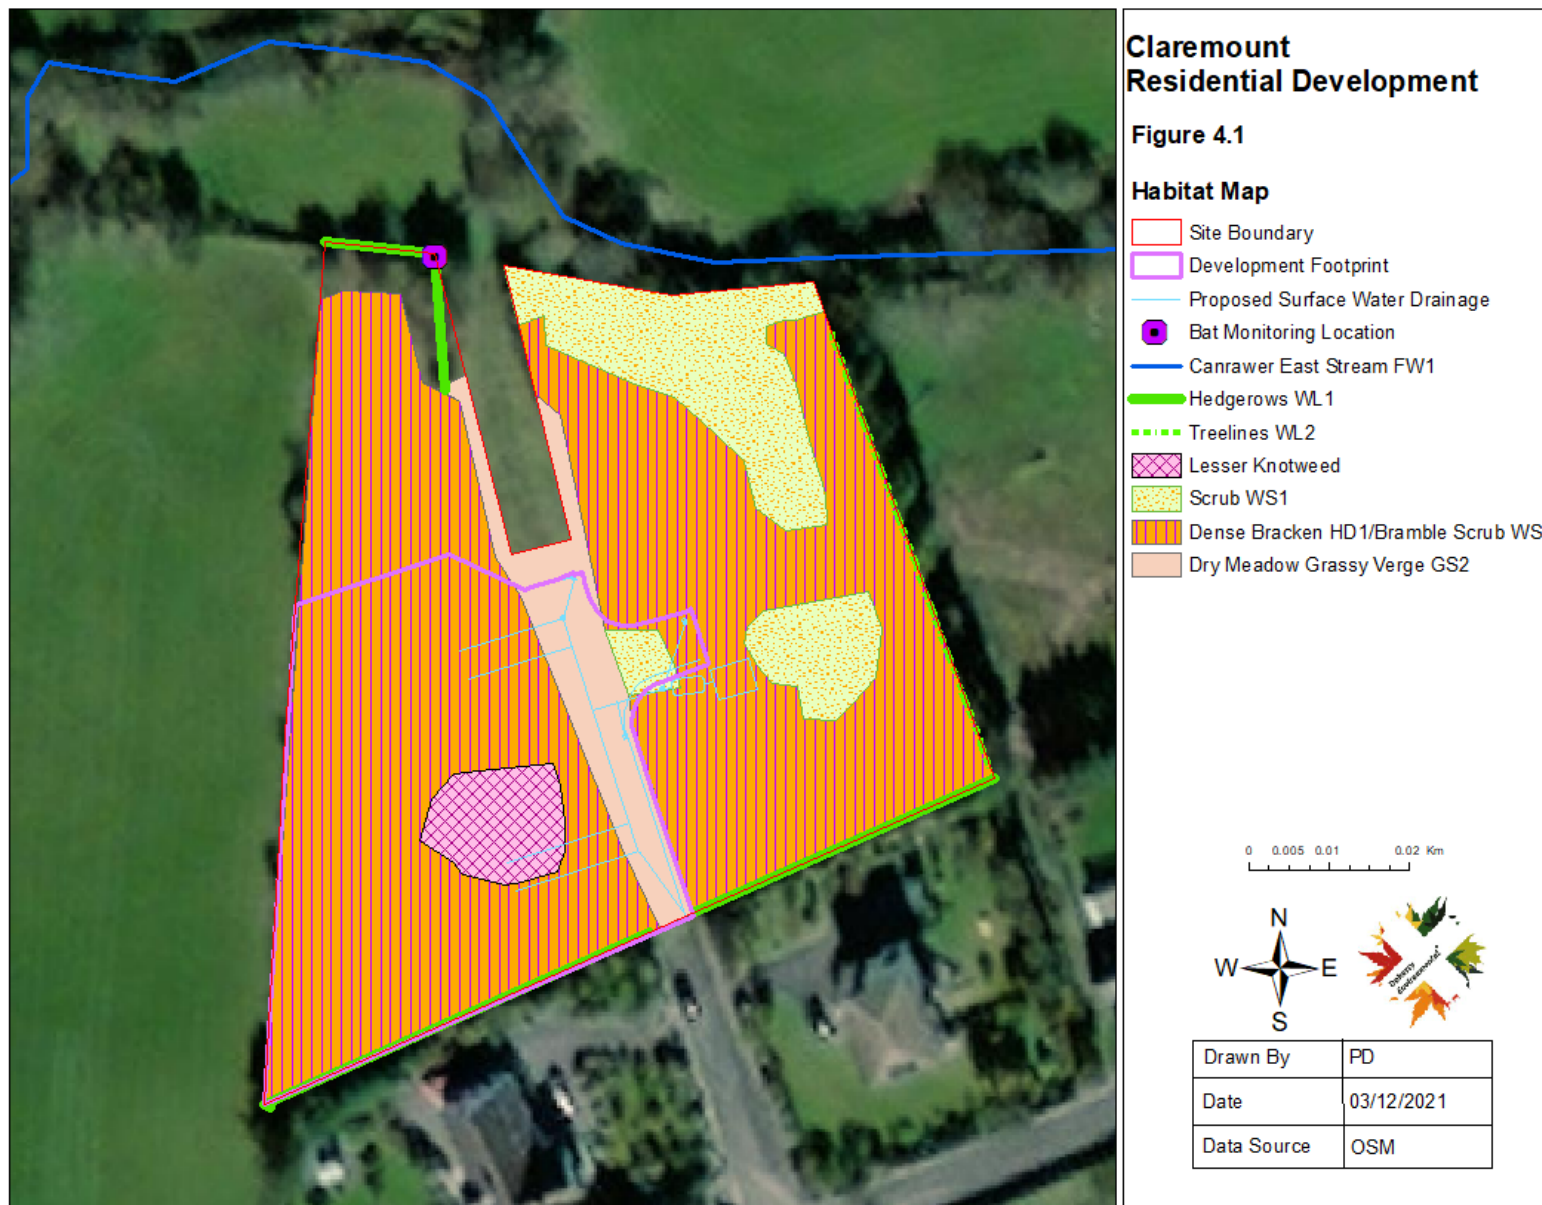 Claremount
Residential Development
Figure 4.1
Habitat Map
Site Boundary
Development Footprint
Proposed Surface Water Drainage
Bat Monitoring Location
Canrawer East Stream FW1
Hedgerows WL1
Treelines WL2
Lesser Knotweed
Scrub WS1
Dense Bracken HD1/Bramble Scrub WS
Dry Meadow Grassy Verge GS2
0 0.005 0.01 0.02 Km
N
W E
S
Doherty
Environmental
Drawn By PD
Date 03/12/2021
Data Source OSM